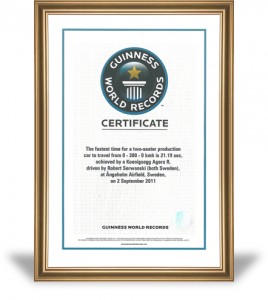 GUINNESS
WORLD RECORDS
CERTIFICATE
The fastest time for a two-seater production
car to travel from 0 - 300 - 0 kmh is 21.19 sec,
achieved by a Koenigsegg Agera R,
driven by Robert Serwanski (both Sweden),
at Ängelholm Airfield, Sweden,
on 2 September 2011
GUINNESS WORLD RECORDS